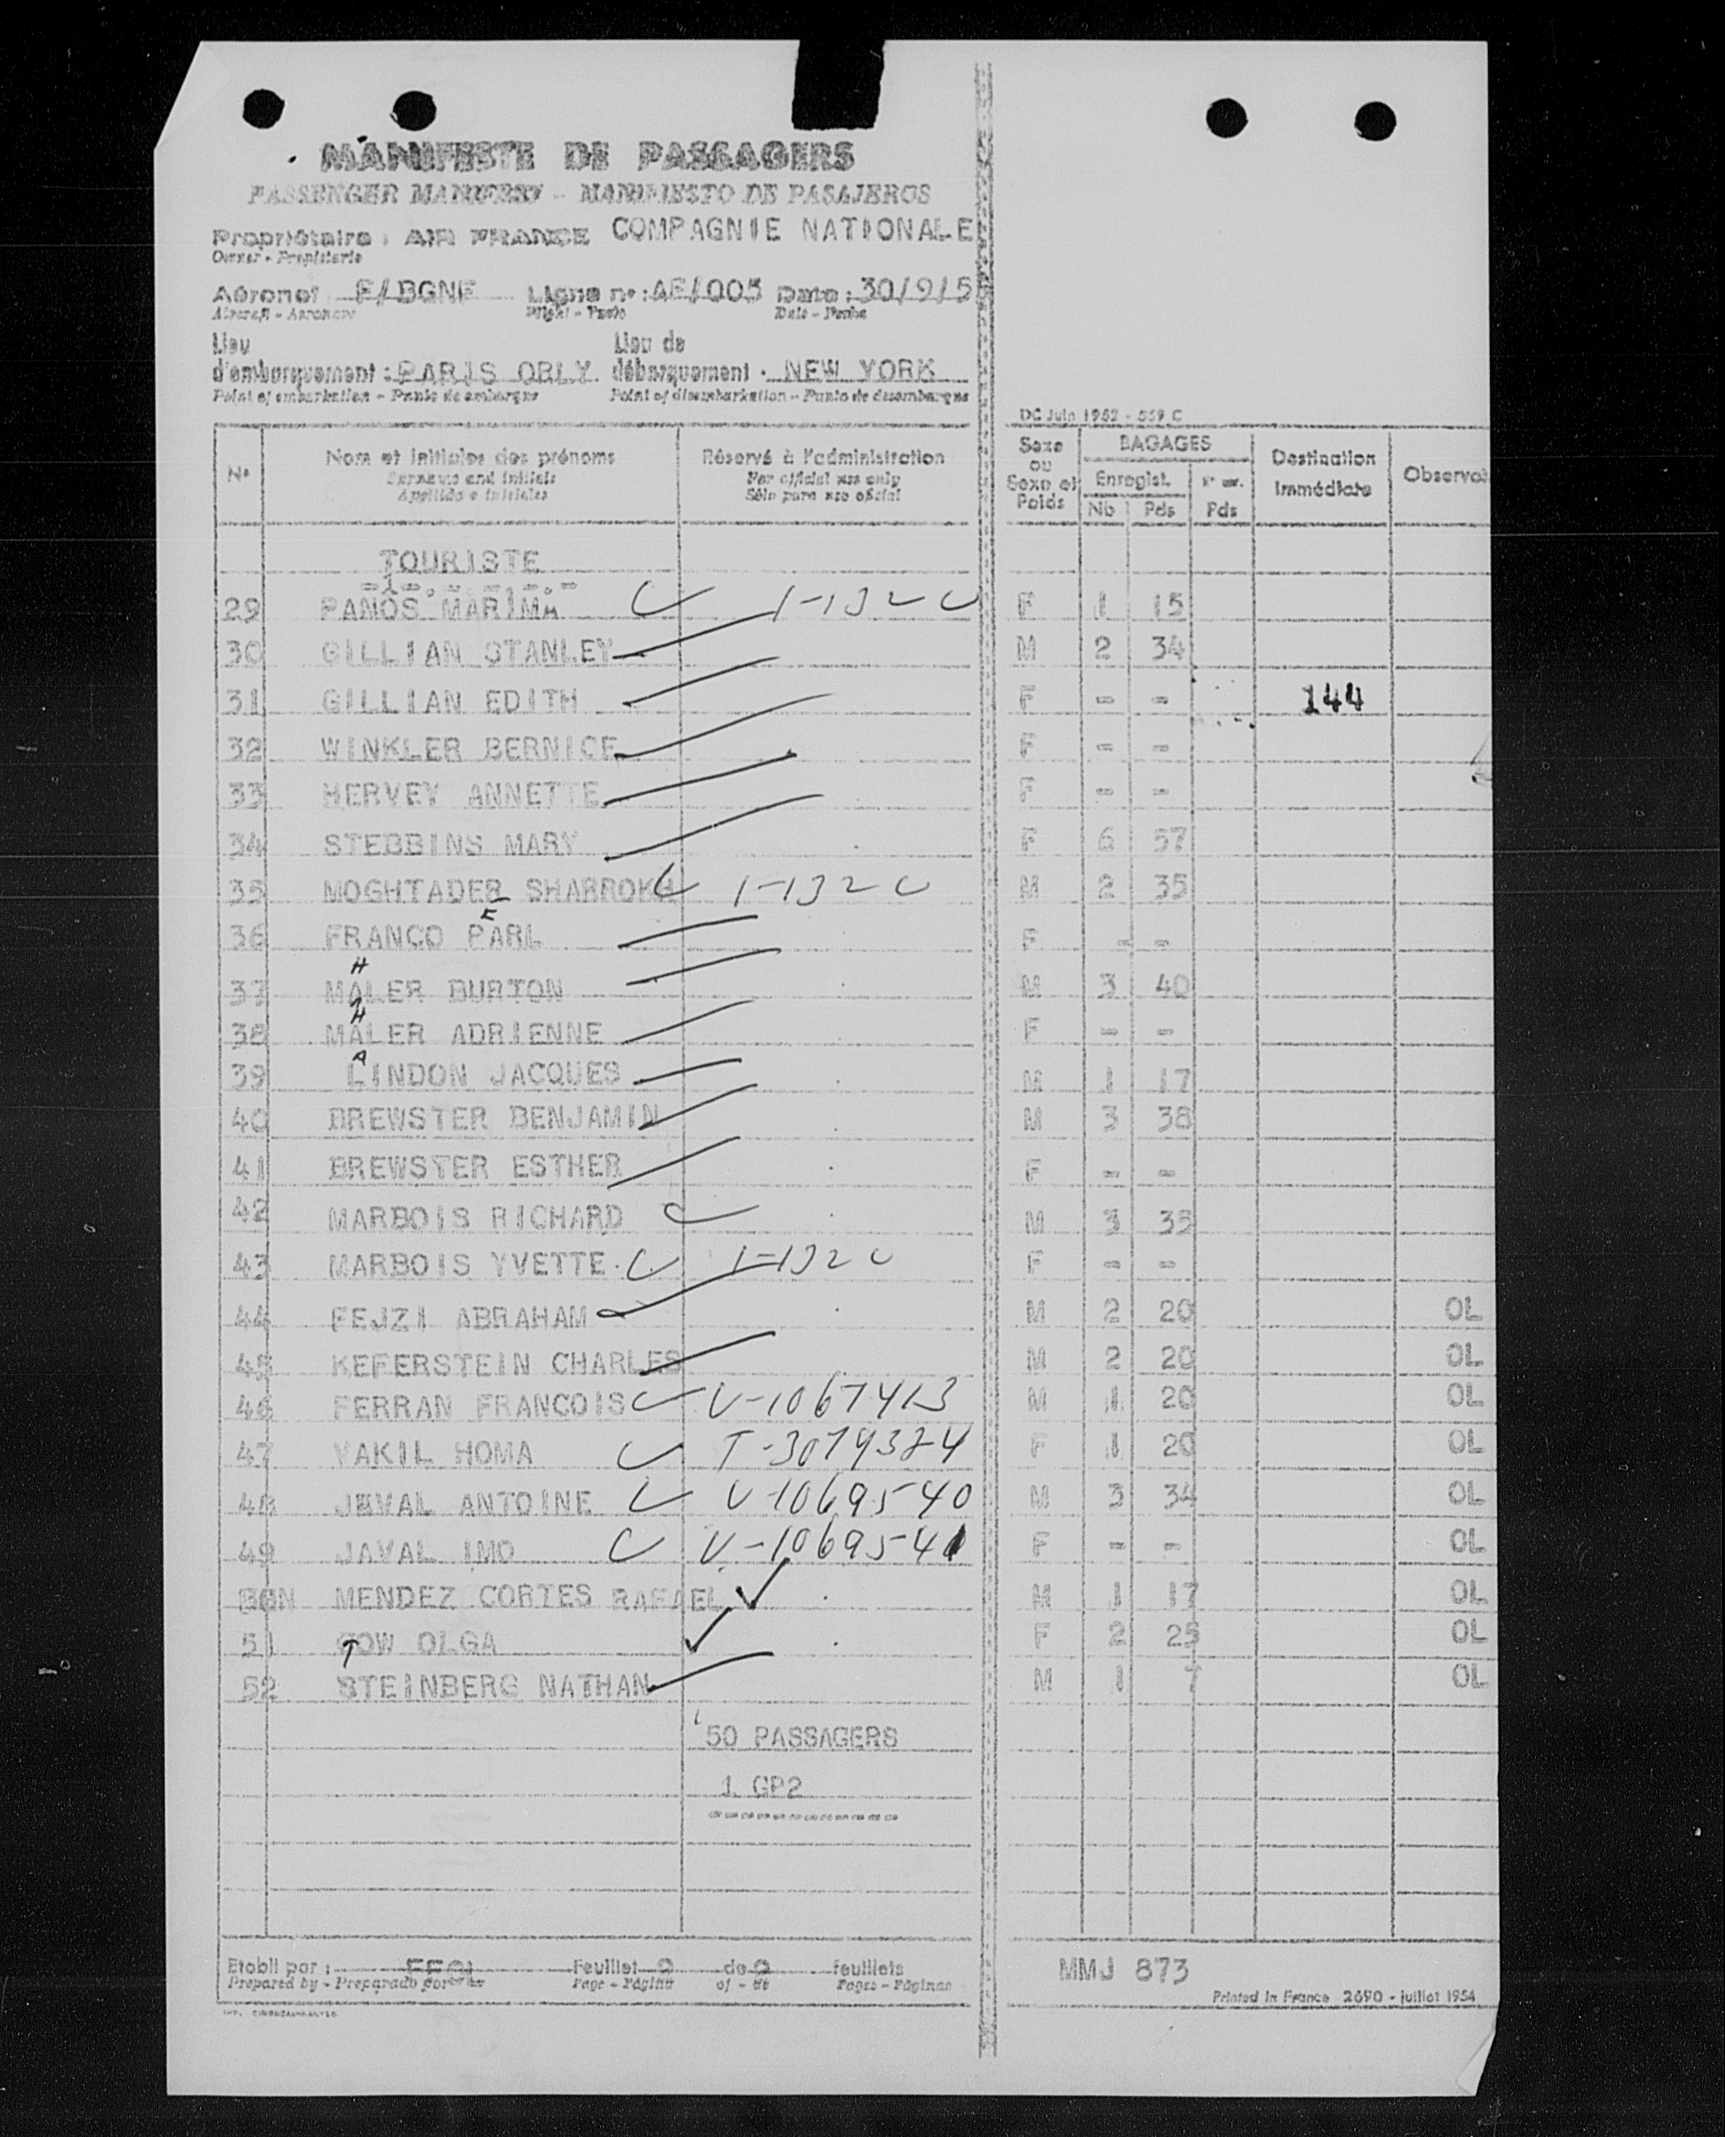 MANIFESTE DE PASSAGERS
PASSENGER MANIFEST - MANIFIESTO DE PASAJEROS
Propriétaire : AIR FRANCE COMPAGNIE NATIONALE
Owner - Propietario
Aéronef F/BGNF Ligne n° : AF/005 Date : 30/9/5
Aircraft - Aeronave Flight - Vuelo Date - Fecha
Lieu Lieu de
d'embarquement : PARIS ORLY débarquement : NEW YORK
Point of embarkation - Punto de embarque Point of disembarkation - Punto de desembarque
DC Juin 1952 - 559 C
N° Nom et initiales des prénoms Réservé à l'administration Sexe ou Sexe et Poids BAGAGES Destination Immédiate Observat
Surname and initials For official use only Enregist.
Apellido e iniciales Sólo para uso oficial Nb Pds Pds
TOURISTE
29 PANOS MARIMA 1-132 F 1 15
30 GILLIAN STANLEY M 2 34
31 GILLIAN EDITH F - - 144
32 WINKLER BERNICE F = =
33 HERVEY ANNETTE F - -
34 STEBBINS MARY F 6 57
35 MOGHTADER SHARROKH 1-132 M 2 35
E
36 FRANCO PARL F - =
H
37 MALER BURTON M 3 40
H
38 MALER ADRIENNE F - -
A
39 LINDON JACQUES M 1 17
40 BREWSTER BENJAMIN M 3 38
41 BREWSTER ESTHER F = =
42 MARBOIS RICHARD M 3 35
43 MARBOIS YVETTE 1-132 F = =
44 FEJZI ABRAHAM M 2 20 OL
45 KEFERSTEIN CHARLES M 2 20 OL
46 FERRAN FRANCOIS V-1067413 M 1 20 OL
47 VAKIL HOMA T-3079324 F 1 20 OL
48 JAVAL ANTOINE V-1069540 M 3 34 OL
49 JAVAL IMO V-1069541 F - - OL
MENDEZ CORTES RAFAEL M 1 17 OL
51 TOW OLGA F 2 25 OL
52 STEINBERG NATHAN M 1 7 OL
50 PASSAGERS
1 GP2
Etabli par : Feuillet 2 de 2 feuillets
Prepared by - Preparado por Page - Página of - de Pages - Páginas
MMJ 873
Printed in France 2690 - juillet 1954